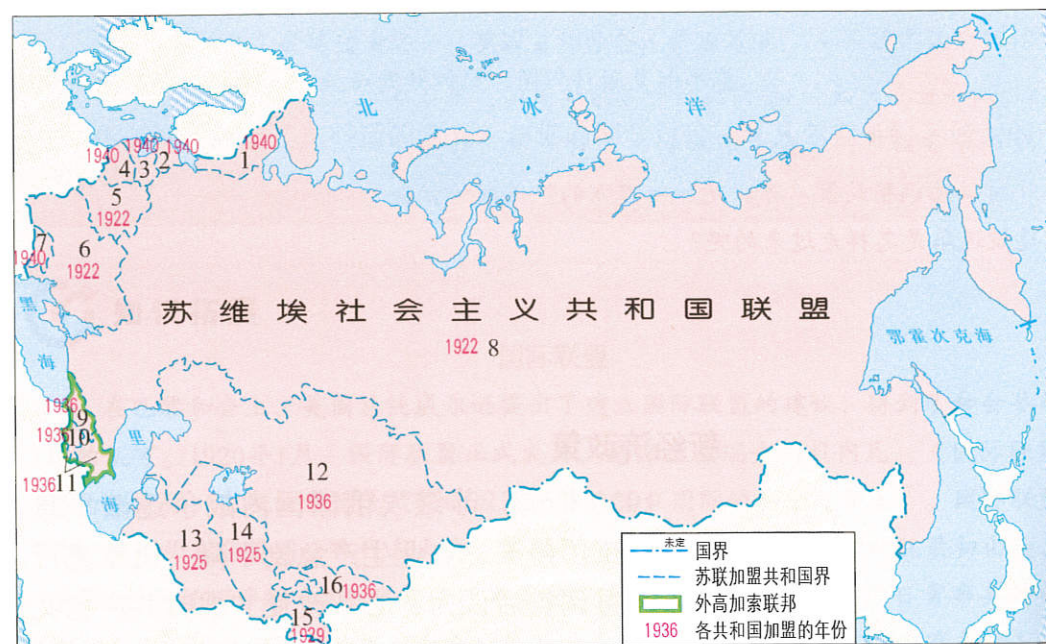 北 冰 洋
1940 1940 1940 1940
4 3 2 1
5
1922
7 6
1940 1922
黑
海
苏维埃社会主义共和国联盟
1922 8
鄂霍次克海
1936
9
1936 10
1936 11
里
海
12
1936
13
1925
14
1925
16 1936
15
1929
未定 国界
苏联加盟共和国界
外高加索联邦
1936 各共和国加盟的年份